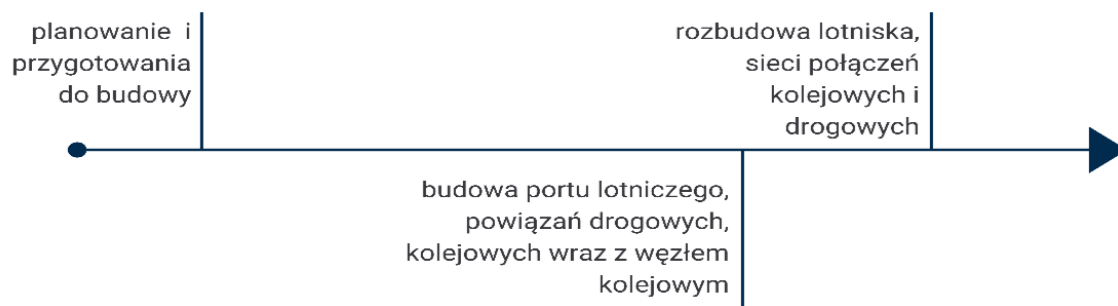 planowanie i
przygotowania
do budowy
budowa portu lotniczego,
powiązań drogowych,
kolejowych wraz z węzłem
kolejowym
rozbudowa lotniska,
sieci połączeń
kolejowych i
drogowych